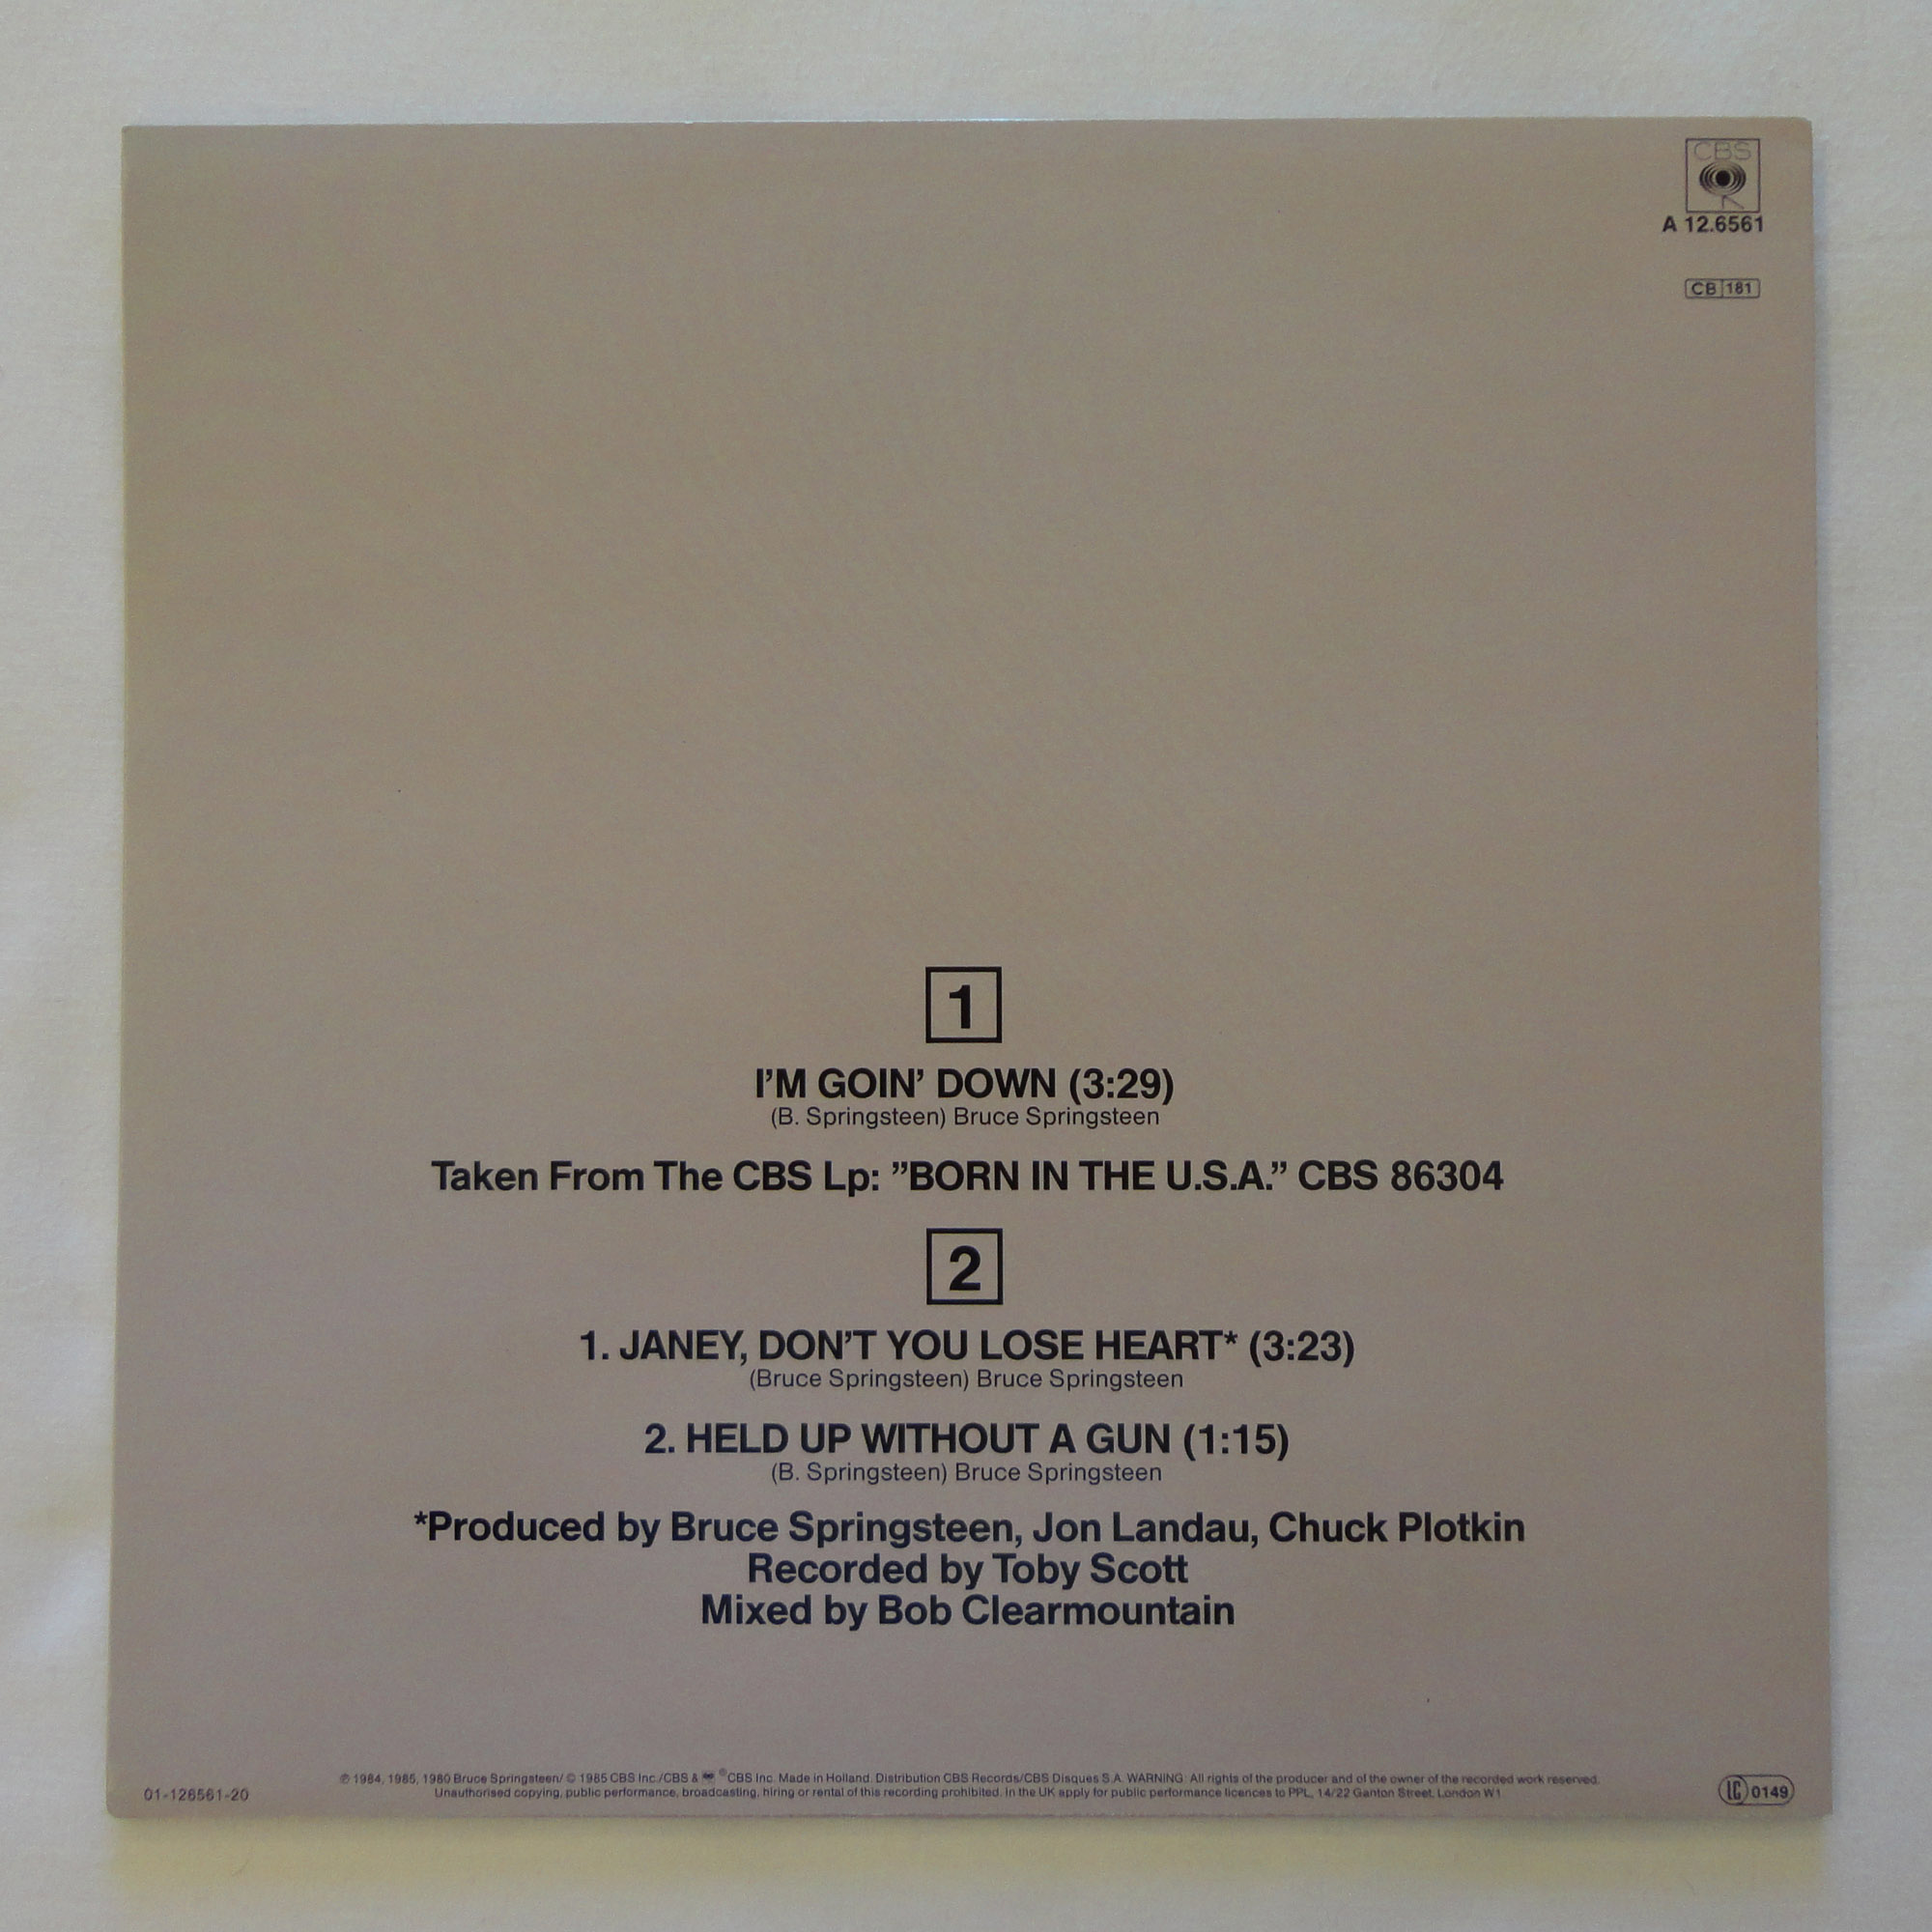 CBS
A 12.6561
CB 181
1
I'M GOIN' DOWN (3:29)
(B. Springsteen) Bruce Springsteen
Taken From The CBS Lp: ”BORN IN THE U.S.A.” CBS 86304
2
1. JANEY, DON'T YOU LOSE HEART* (3:23)
(Bruce Springsteen) Bruce Springsteen
2. HELD UP WITHOUT A GUN (1:15)
(B. Springsteen) Bruce Springsteen
*Produced by Bruce Springsteen, Jon Landau, Chuck Plotkin
Recorded by Toby Scott
Mixed by Bob Clearmountain
℗ 1984, 1985, 1980 Bruce Springsteen/ © 1985 CBS Inc./CBS & ® CBS Inc. Made in Holland. Distribution CBS Records/CBS Disques S.A. WARNING: All rights of the producer and of the owner of the recorded work reserved.
Unauthorised copying, public performance, broadcasting, hiring or rental of this recording prohibited. In the UK apply for public performance licences to PPL, 14/22 Ganton Street, London W1
01-126561-20
LC 0149